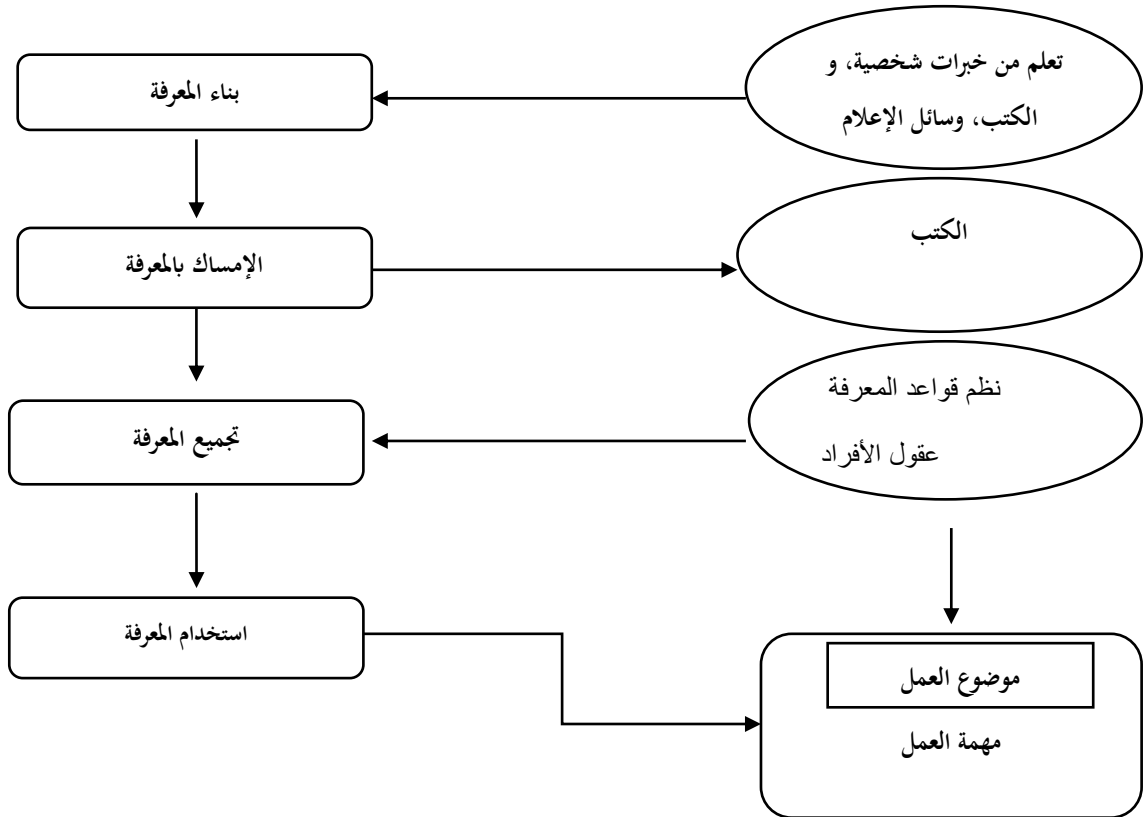 تعلم من خبرات شخصية، و
الكتب، وسائل الإعلام
بناء المعرفة
الكتب
الإمساك بالمعرفة
نظم قواعد المعرفة
عقول الأفراد
تجميع المعرفة
استخدام المعرفة
موضوع العمل
مهمة العمل